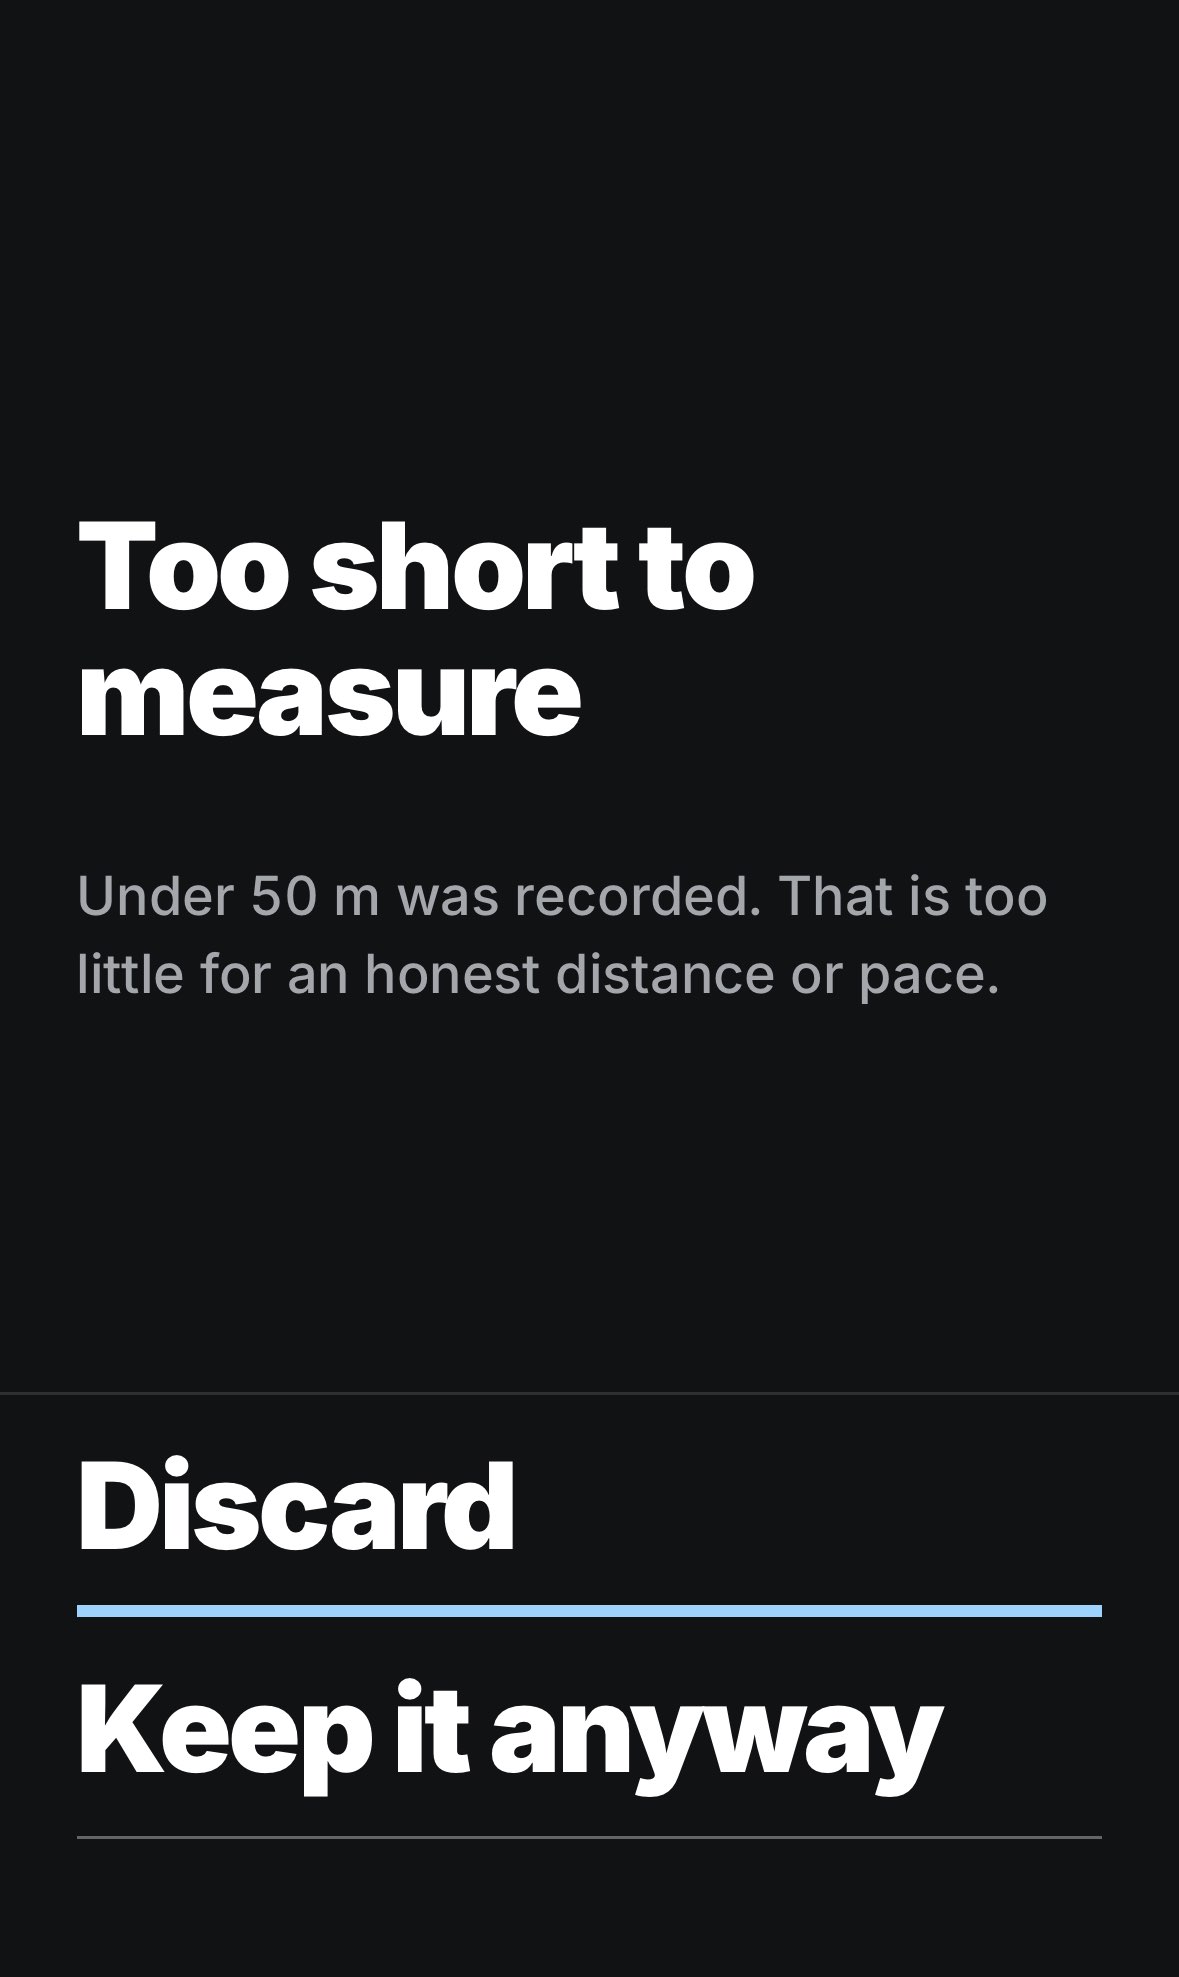 Too short to
measure
Under 50 m was recorded. That is too
little for an honest distance or pace.
Discard
Keep it anyway